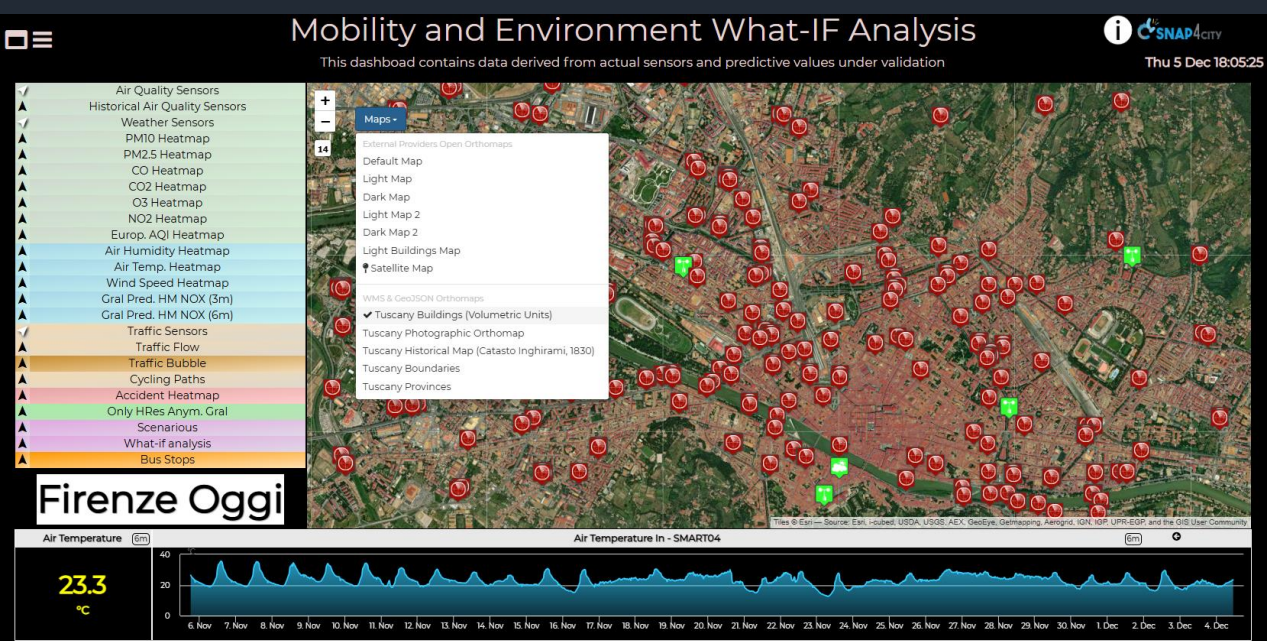 Mobility and Environment What-IF Analysis
This dashboad contains data derived from actual sensors and predictive values under validation
i
SNAP4CITY
Thu 5 Dec 18:05:25
Air Quality Sensors
Historical Air Quality Sensors
Weather Sensors
PM10 Heatmap
PM2.5 Heatmap
CO Heatmap
CO2 Heatmap
O3 Heatmap
NO2 Heatmap
Europ. AQI Heatmap
Air Humidity Heatmap
Air Temp. Heatmap
Wind Speed Heatmap
Gral Pred. HM NOX (3m)
Gral Pred. HM NOX (6m)
Traffic Sensors
Traffic Flow
Traffic Bubble
Cycling Paths
Accident Heatmap
Only HRes Anym. Gral
Scenarious
What-if analysis
Bus Stops
Firenze Oggi
+
−
14
Maps
External Providers Open Orthomaps
Default Map
Light Map
Dark Map
Light Map 2
Dark Map 2
Light Buildings Map
Satellite Map
WMS & GeoJSON Orthomaps
Tuscany Buildings (Volumetric Units)
Tuscany Photographic Orthomap
Tuscany Historical Map (Catasto Inghirami, 1830)
Tuscany Boundaries
Tuscany Provinces
Tiles © Esri — Source: Esri, i-cubed, USDA, USGS, AEX, GeoEye, Getmapping, Aerogrid, IGN, IGP, UPR-EGP, and the GIS User Community
Air Temperature 6m
23.3
°C
Air Temperature In - SMART04
6m
°C
40
20
0
6. Nov 7. Nov 8. Nov 9. Nov 10. Nov 11. Nov 12. Nov 13. Nov 14. Nov 15. Nov 16. Nov 17. Nov 18. Nov 19. Nov 20. Nov 21. Nov 22. Nov 23. Nov 24. Nov 25. Nov 26. Nov 27. Nov 28. Nov 29. Nov 30. Nov 1. Dec 2. Dec 3. Dec 4. Dec